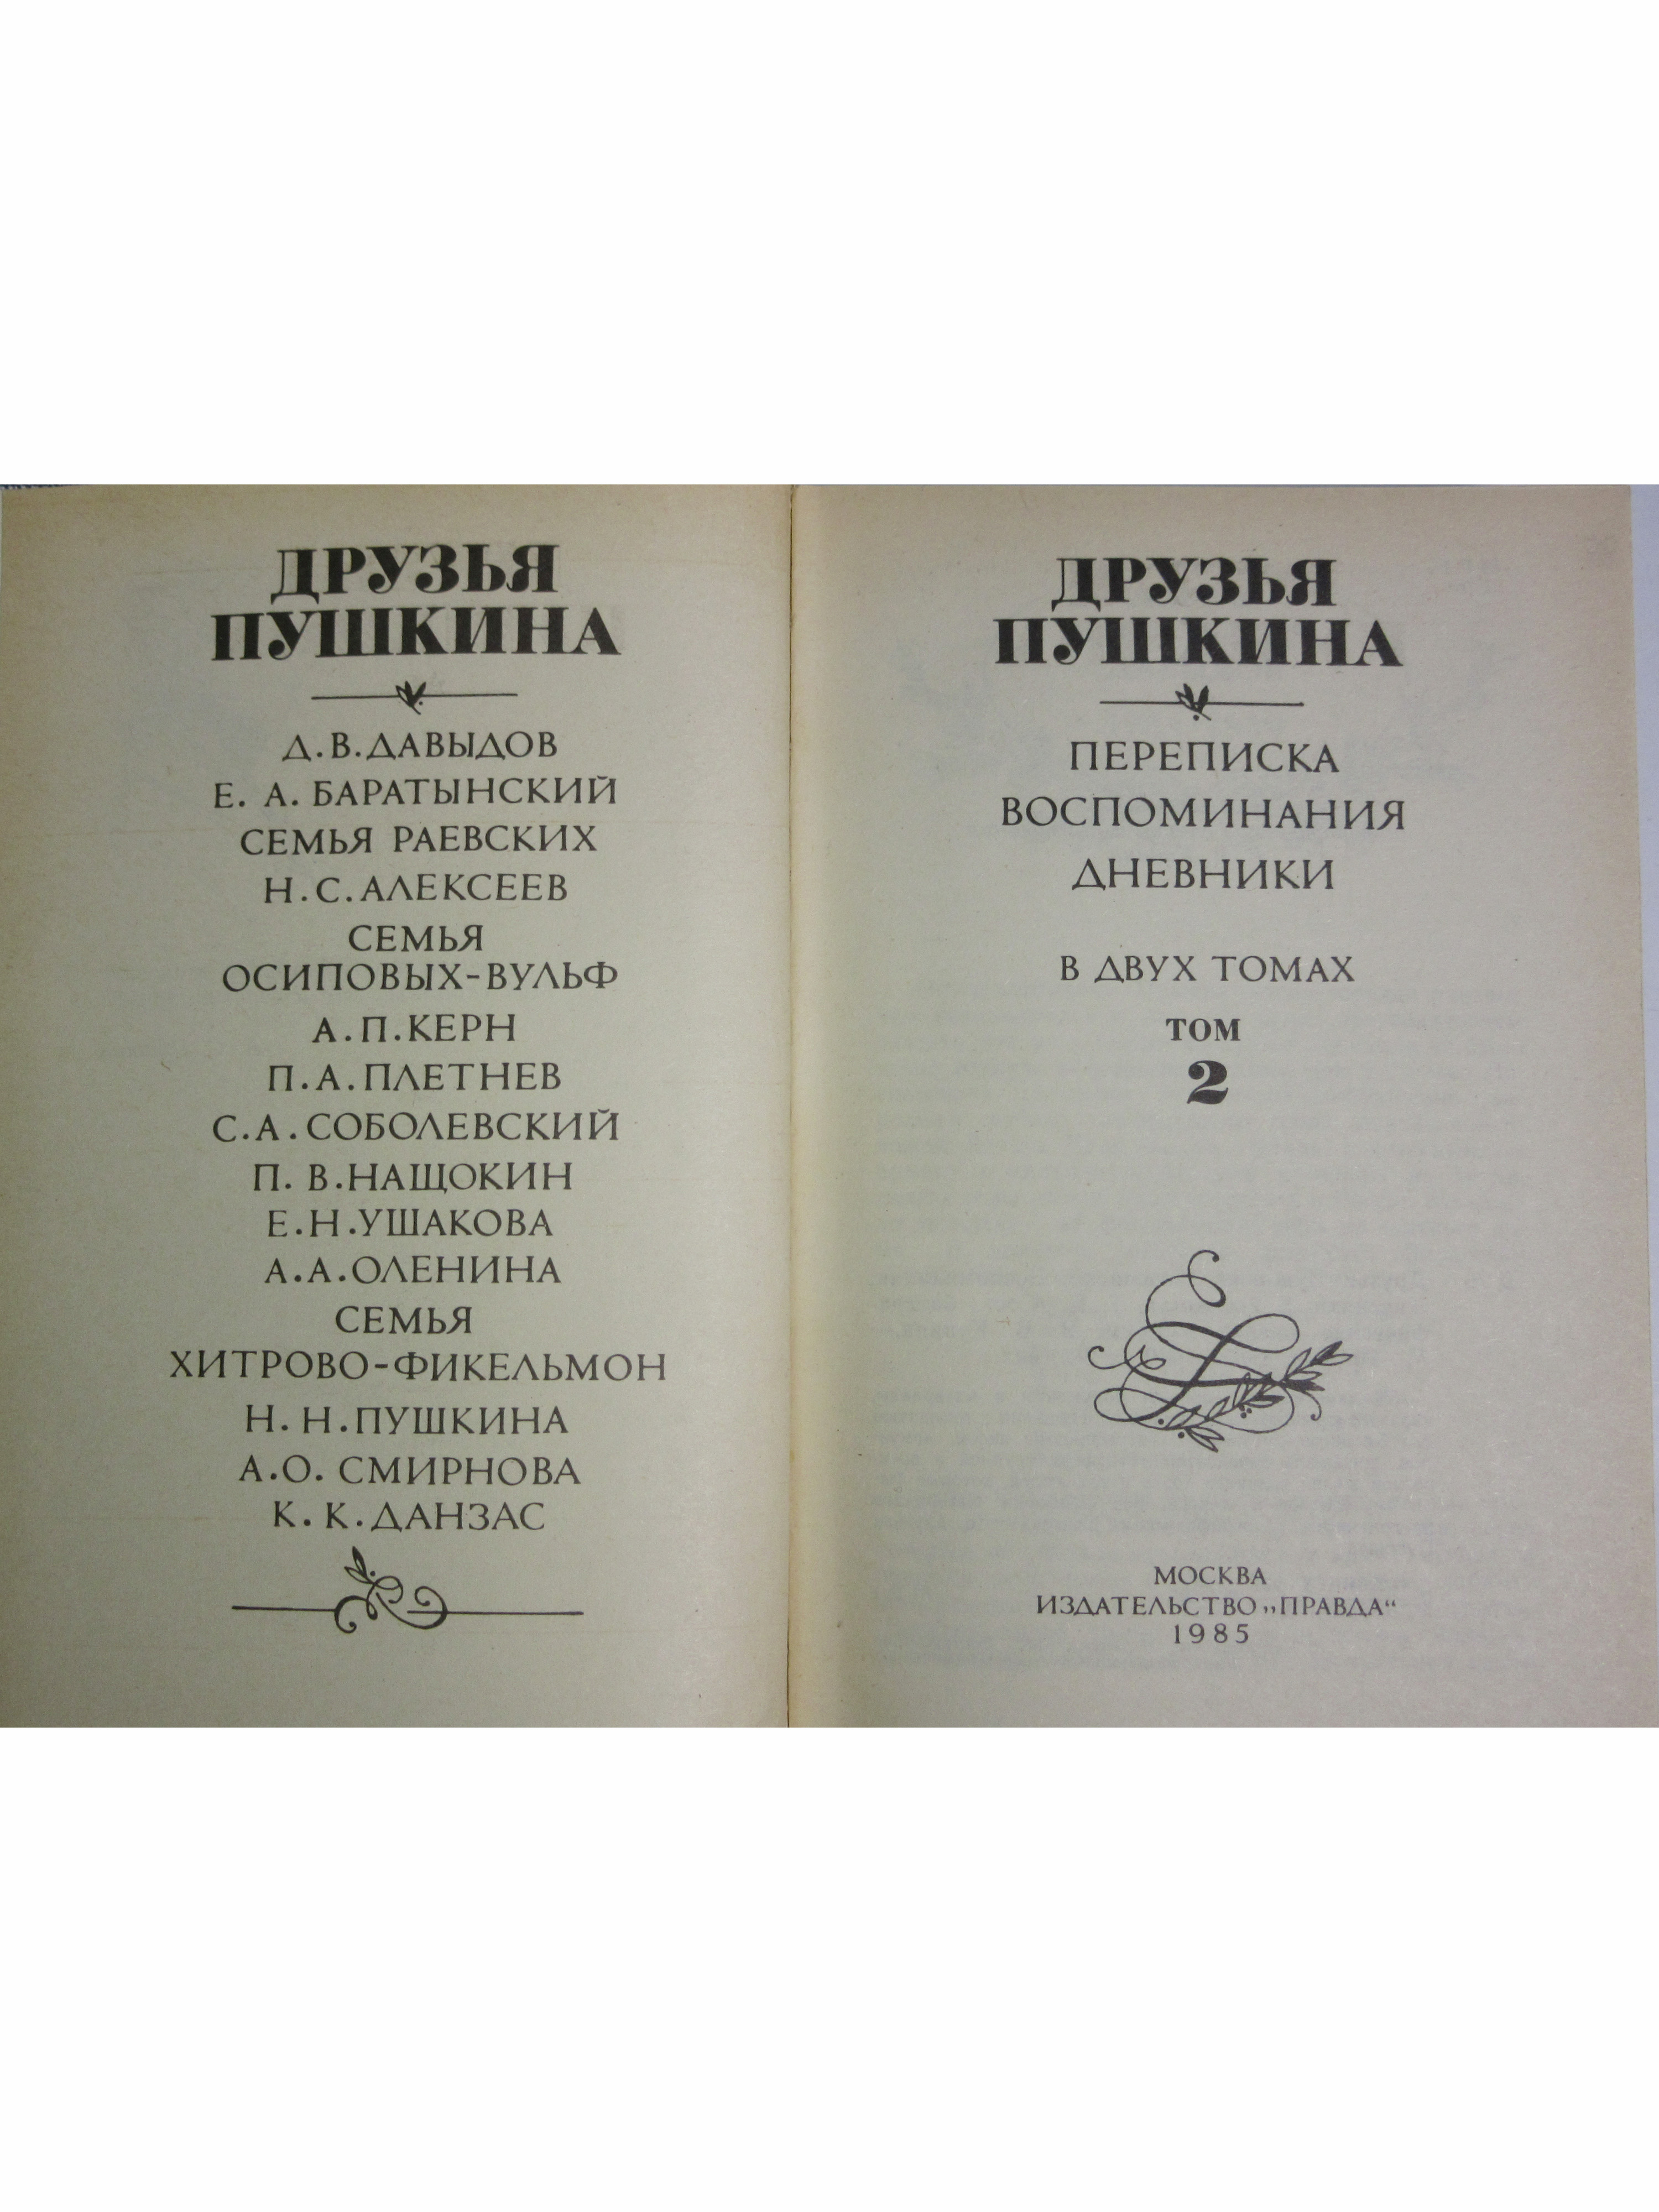 ДРУЗЬЯ
ПУШКИНА
Д.В.ДАВЫДОВ
Е. А. БАРАТЫНСКИЙ
СЕМЬЯ РАЕВСКИХ
Н.С.АЛЕКСЕЕВ
СЕМЬЯ
ОСИПОВЫХ-ВУЛЬФ
А.П.КЕРН
П.А.ПЛЕТНЕВ
С.А.СОБОЛЕВСКИЙ
П. В.НАЩОКИН
Е.Н.УШАКОВА
А.А.ОЛЕНИНА
СЕМЬЯ
ХИТРОВО-ФИКЕЛЬМОН
Н. Н.ПУШКИНА
А.О. СМИРНОВА
К. К.ДАНЗАС
ДРУЗЬЯ
ПУШКИНА
ПЕРЕПИСКА
ВОСПОМИНАНИЯ
ДНЕВНИКИ
В ДВУХ ТОМАХ
ТОМ
2
МОСКВА
ИЗДАТЕЛЬСТВО „ПРАВДА“
1985